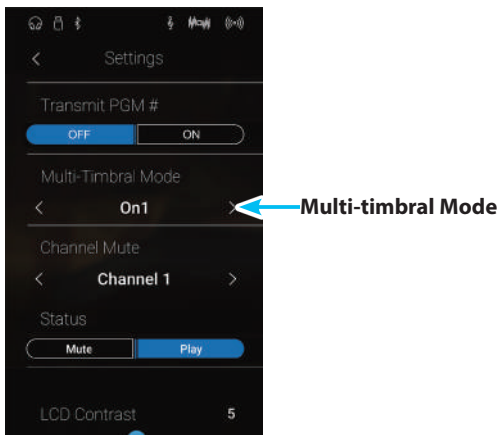 Settings
Transmit PGM #
OFF ON
Multi-Timbral Mode
On1
Multi-timbral Mode
Channel Mute
Channel 1
Status
Mute Play
LCD Contrast 5